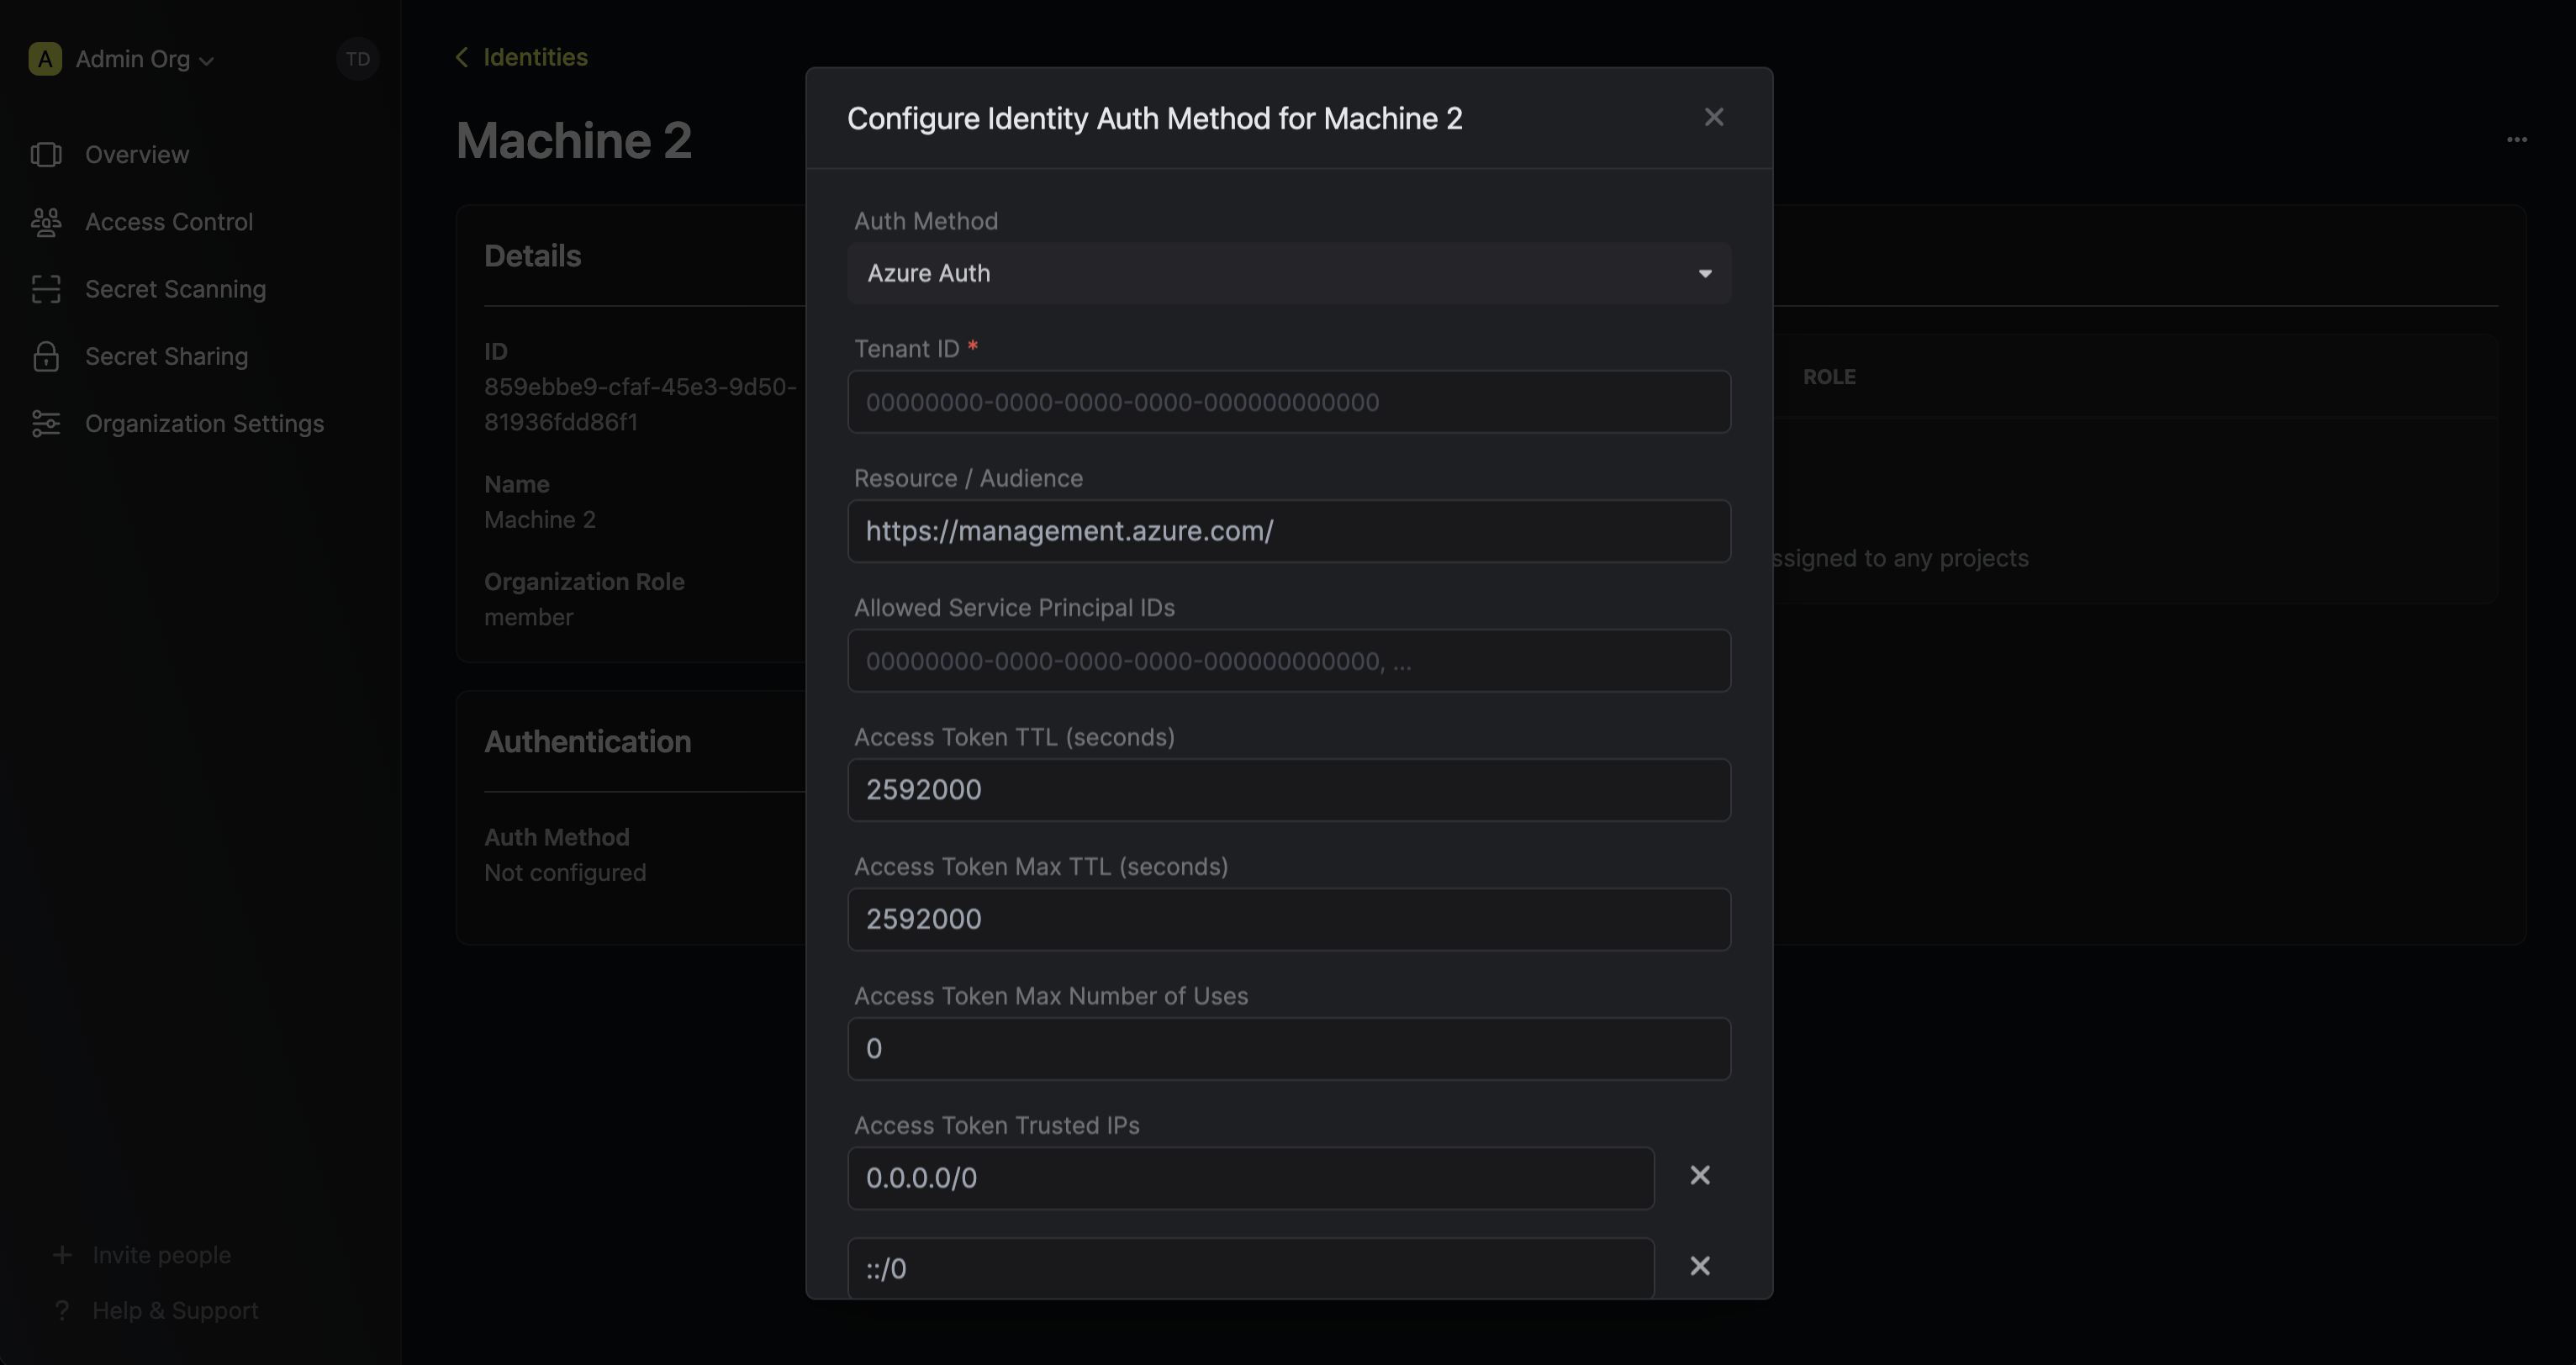 A Admin Org
TD
Overview
Access Control
Secret Scanning
Secret Sharing
Organization Settings
+ Invite people
? Help & Support
Identities
Machine 2
Details
ID
859ebbe9-cfaf-45e3-9d50-
81936fdd86f1
Name
Machine 2
Organization Role
member
Authentication
Auth Method
Not configured
ROLE
ssigned to any projects
Configure Identity Auth Method for Machine 2
Auth Method
Azure Auth
Tenant ID *
00000000-0000-0000-0000-000000000000
Resource / Audience
https://management.azure.com/
Allowed Service Principal IDs
00000000-0000-0000-0000-000000000000, ...
Access Token TTL (seconds)
2592000
Access Token Max TTL (seconds)
2592000
Access Token Max Number of Uses
0
Access Token Trusted IPs
0.0.0.0/0
::/0